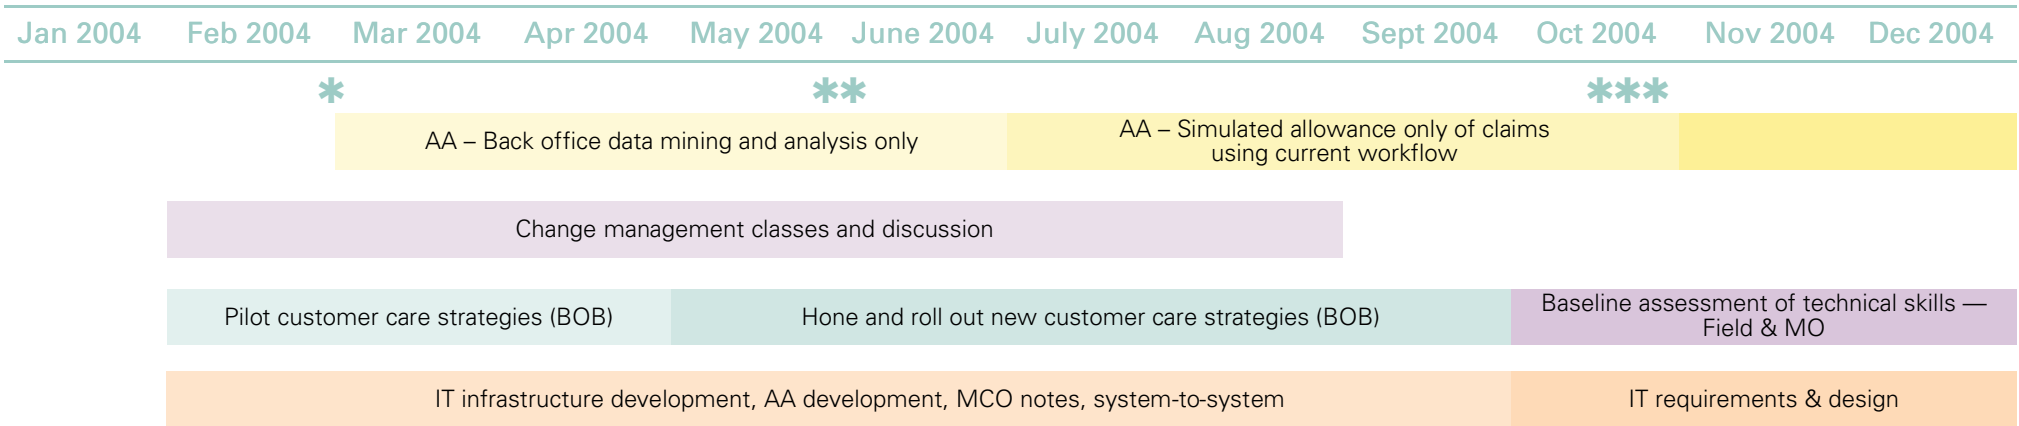 Jan 2004 Feb 2004 Mar 2004 Apr 2004 May 2004 June 2004 July 2004 Aug 2004 Sept 2004 Oct 2004 Nov 2004 Dec 2004
* ** ***
AA – Back office data mining and analysis only
AA – Simulated allowance only of claims
using current workflow
Change management classes and discussion
Pilot customer care strategies (BOB)
Hone and roll out new customer care strategies (BOB)
Baseline assessment of technical skills —
Field & MO
IT infrastructure development, AA development, MCO notes, system-to-system
IT requirements & design